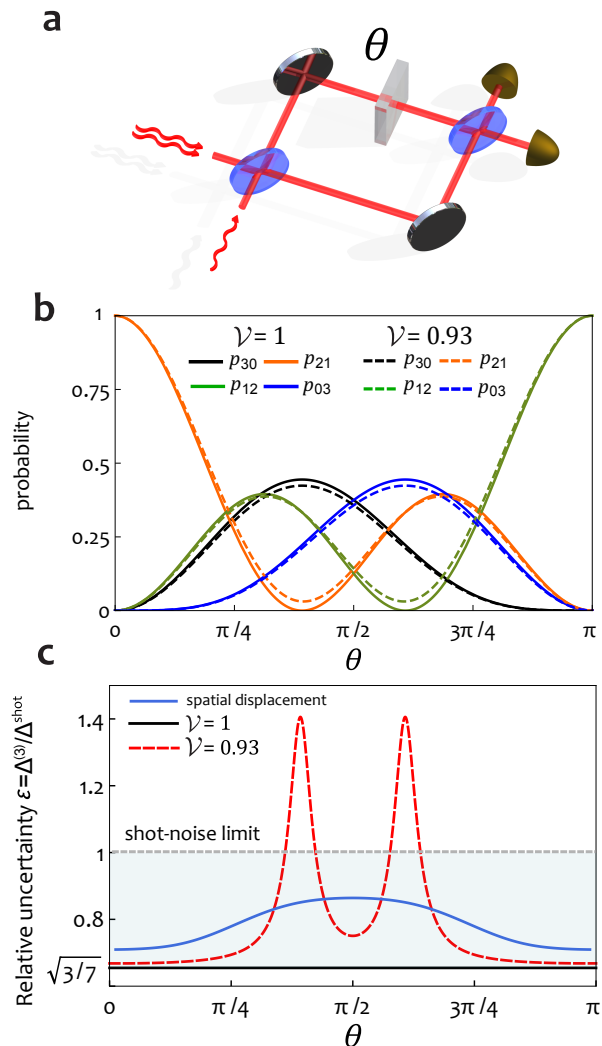 a
θ
b
𝒱 = 1 𝒱 = 0.93
p₃₀ p₂₁ p₃₀ p₂₁
p₁₂ p₀₃ p₁₂ p₀₃
1
0.75
0.5
0.25
0
probability
0 π/4 π/2 3π/4 π
θ
c
spatial displacement
𝒱 = 1
𝒱 = 0.93
shot-noise limit
1.4
1.2
1
0.8
√3/7
Relative uncertainty ε=Δ⁽³⁾/Δˢʰᵒᵗ
0 π/4 π/2 3π/4 π
θ